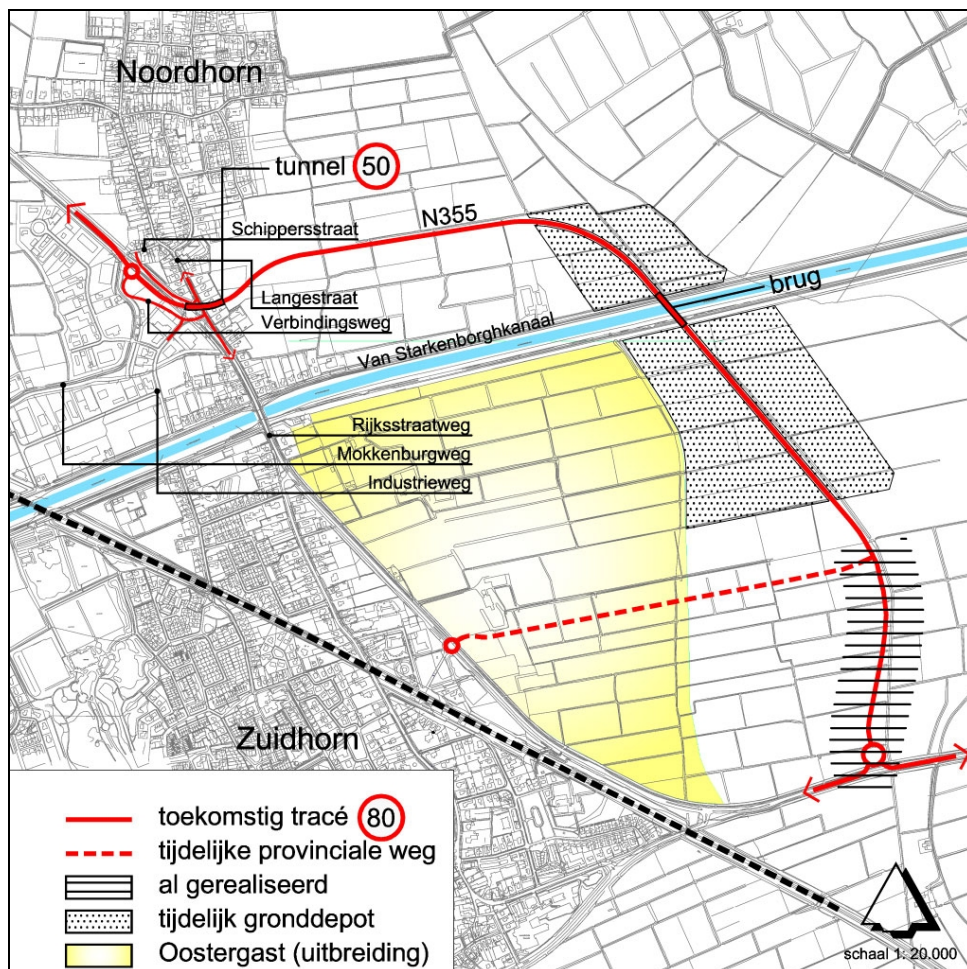 Noordhorn
tunnel 50
N355
Schippersstraat
brug
Langestraat
Verbindingsweg
Van Starkenborghkanaal
Rijksstraatweg
Mokkenburgweg
Industrieweg
Zuidhorn
toekomstig tracé 80
tijdelijke provinciale weg
al gerealiseerd
tijdelijk gronddepot
Oostergast (uitbreiding)
schaal 1: 20.000